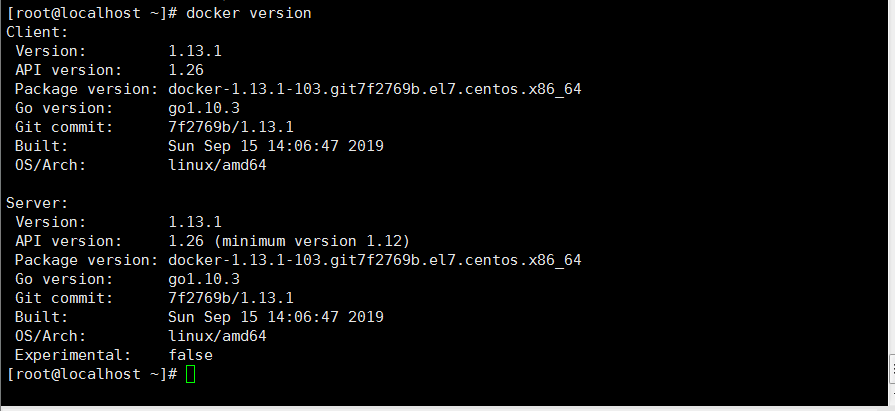 [root@localhost ~]# docker version
Client:
 Version:         1.13.1
 API version:     1.26
 Package version: docker-1.13.1-103.git7f2769b.el7.centos.x86_64
 Go version:      go1.10.3
 Git commit:      7f2769b/1.13.1
 Built:           Sun Sep 15 14:06:47 2019
 OS/Arch:         linux/amd64

Server:
 Version:         1.13.1
 API version:     1.26 (minimum version 1.12)
 Package version: docker-1.13.1-103.git7f2769b.el7.centos.x86_64
 Go version:      go1.10.3
 Git commit:      7f2769b/1.13.1
 Built:           Sun Sep 15 14:06:47 2019
 OS/Arch:         linux/amd64
 Experimental:    false
[root@localhost ~]#